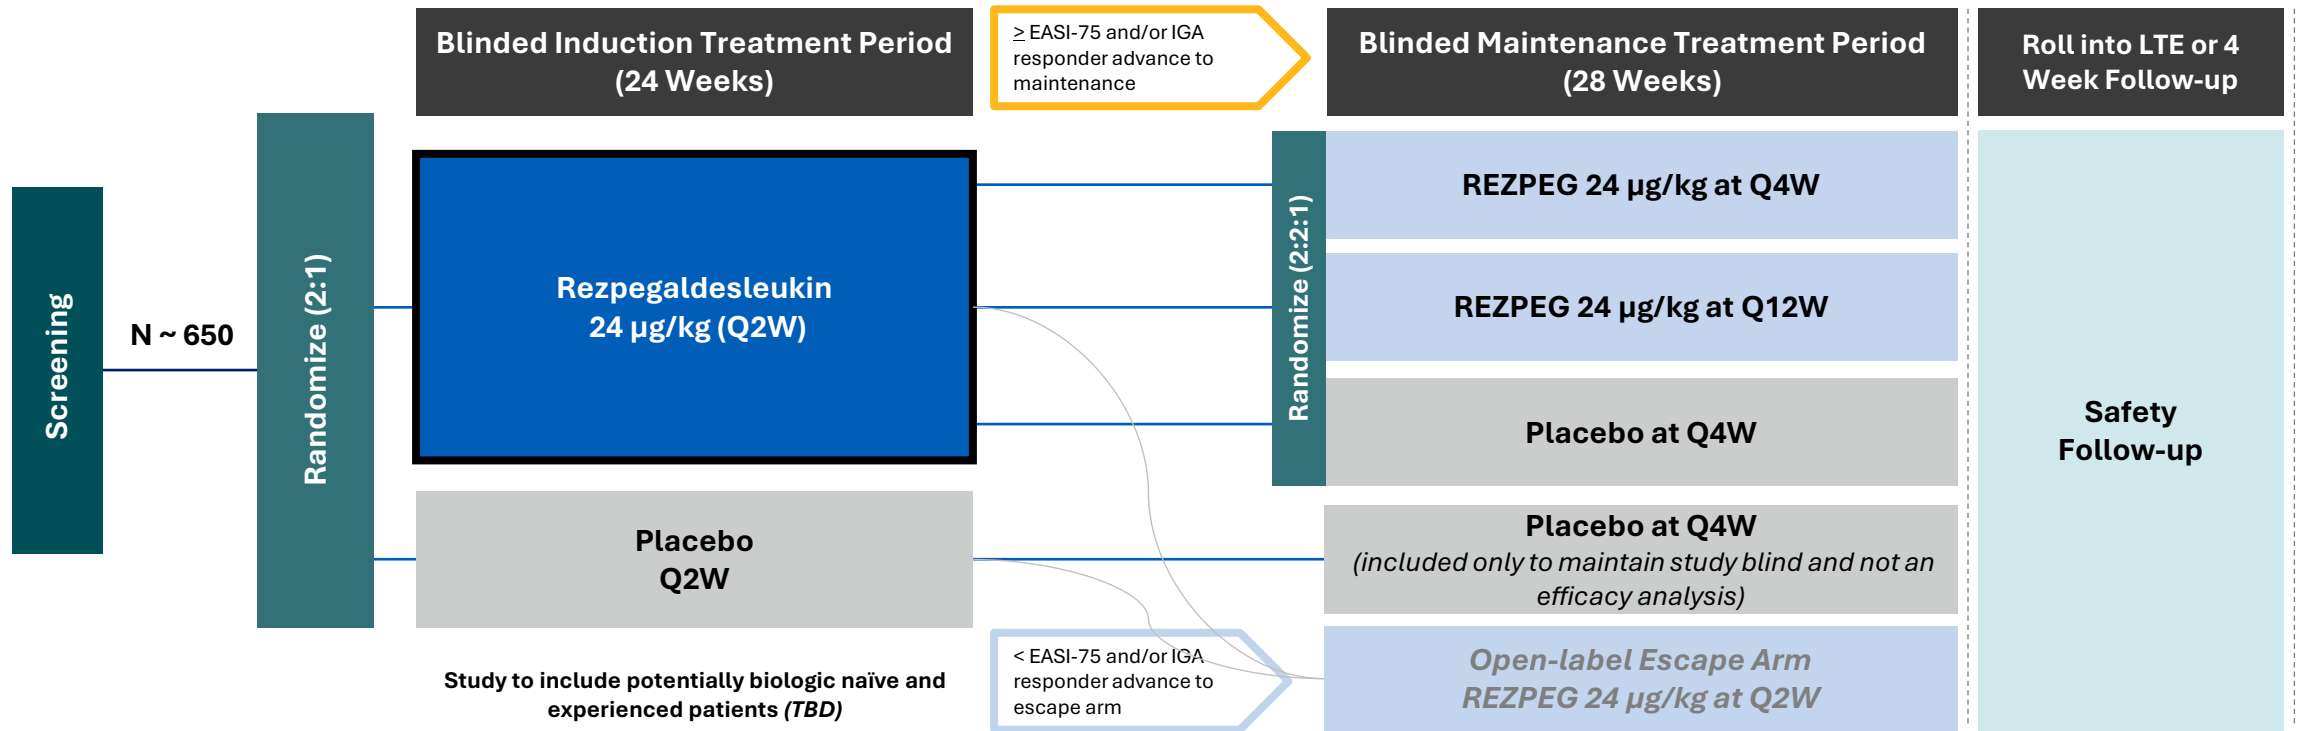 Blinded Induction Treatment Period
(24 Weeks)
≥ EASI-75 and/or IGA
responder advance to
maintenance
Blinded Maintenance Treatment Period
(28 Weeks)
Roll into LTE or 4
Week Follow-up
Screening
N ~ 650
Randomize (2:1)
Rezpegaldesleukin
24 µg/kg (Q2W)
Placebo
Q2W
Study to include potentially biologic naïve and
experienced patients (TBD)
< EASI-75 and/or IGA
responder advance to
escape arm
Randomize (2:2:1)
REZPEG 24 µg/kg at Q4W
REZPEG 24 µg/kg at Q12W
Placebo at Q4W
Placebo at Q4W
(included only to maintain study blind and not an
efficacy analysis)
Open-label Escape Arm
REZPEG 24 µg/kg at Q2W
Safety
Follow-up